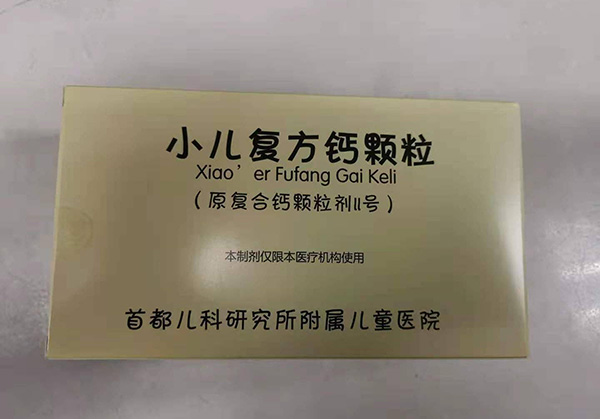 小儿复方钙颗粒
Xiao’er Fufang Gai Keli
（原复合钙颗粒剂II号）
本制剂仅限本医疗机构使用
首都儿科研究所附属儿童医院